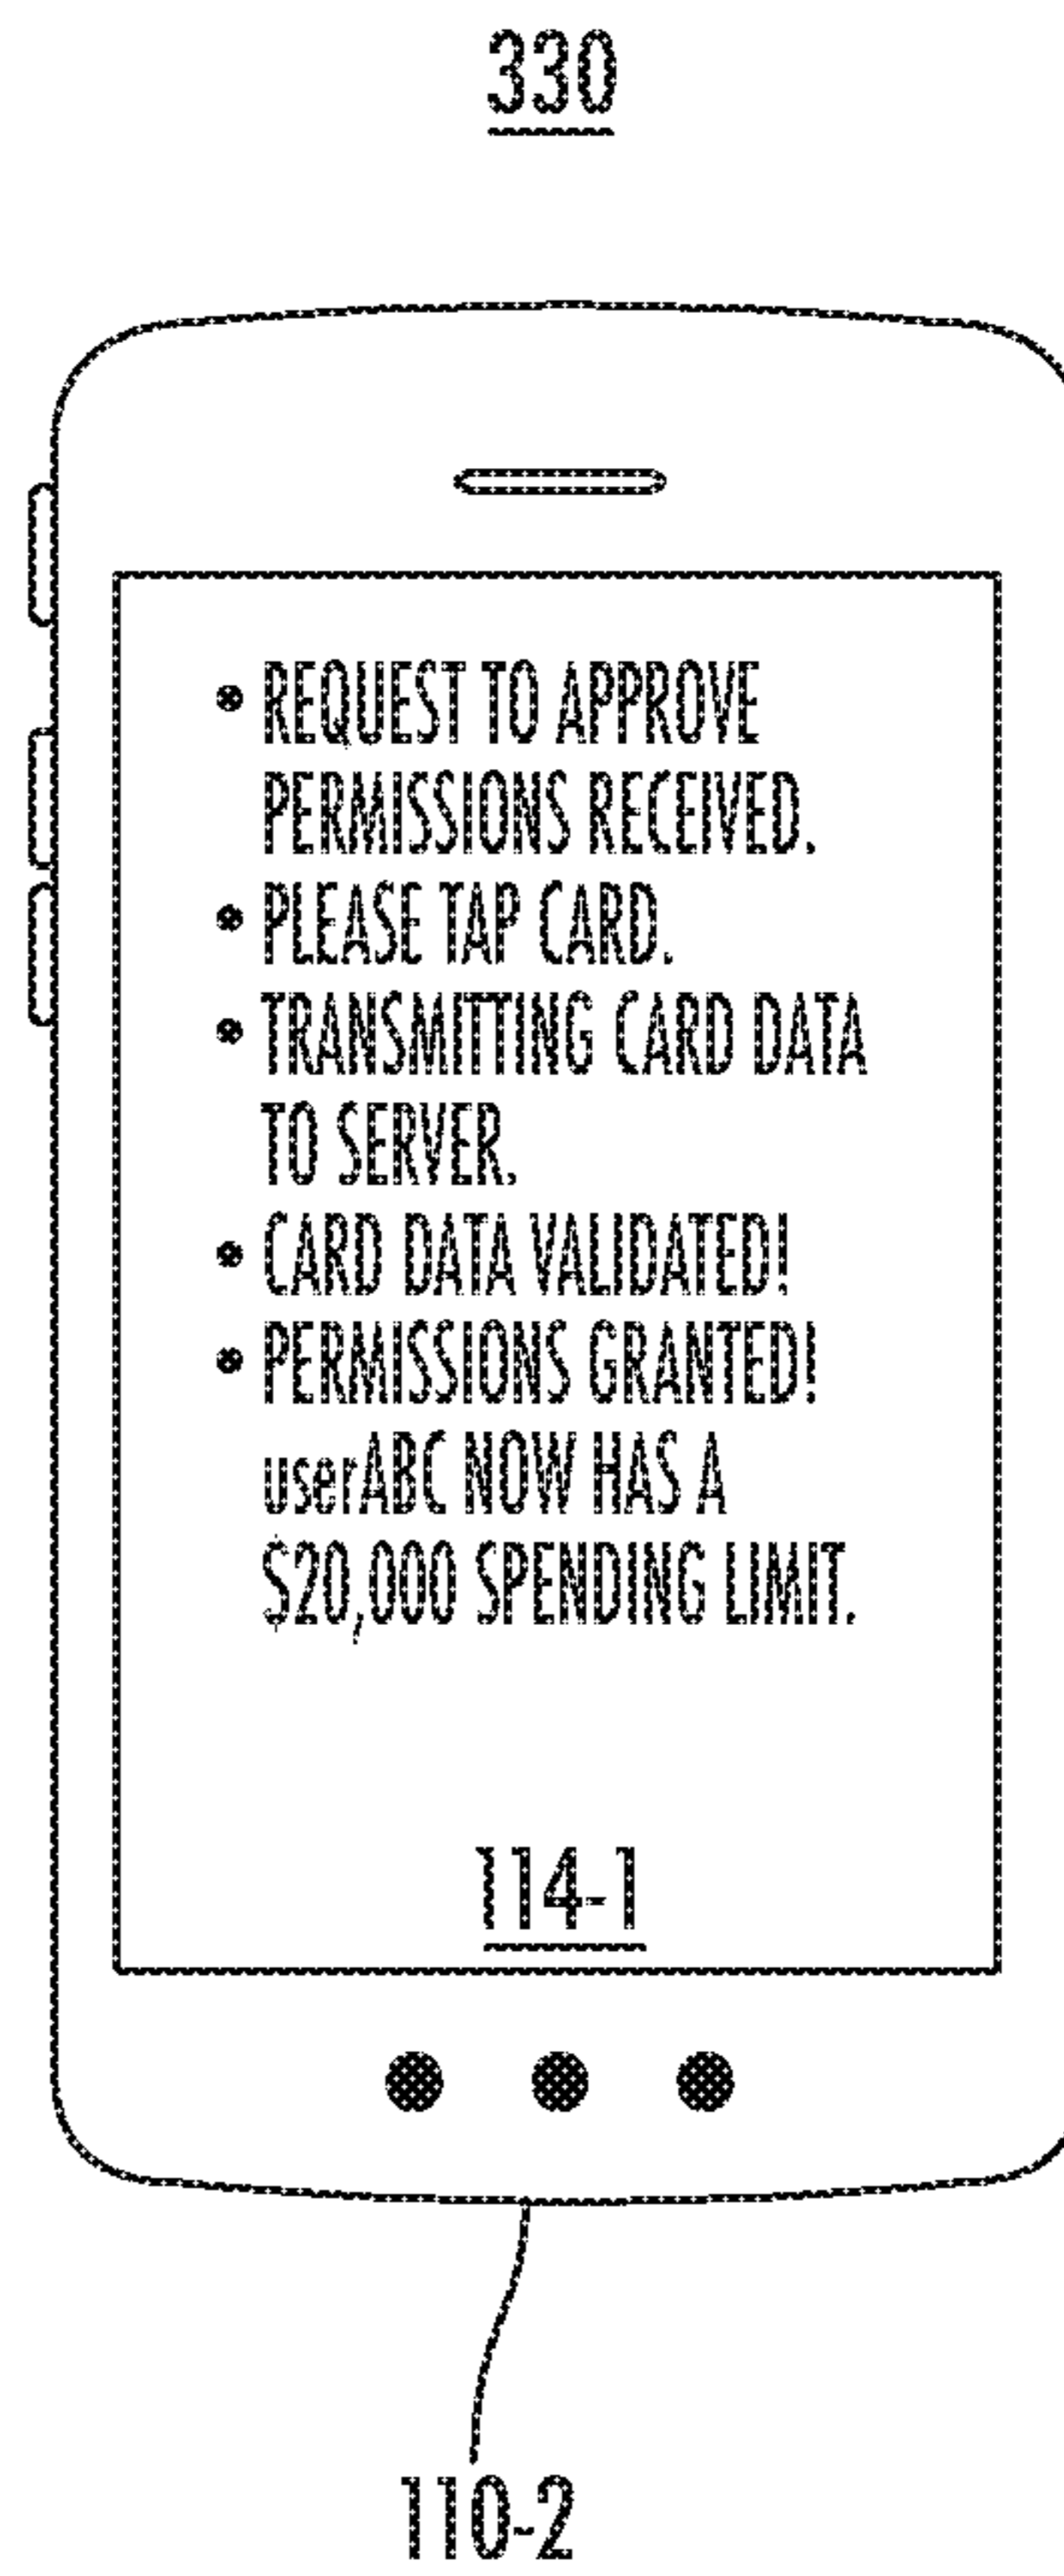 330
• REQUEST TO APPROVE
PERMISSIONS RECEIVED.
• PLEASE TAP CARD.
• TRANSMITTING CARD DATA
TO SERVER.
• CARD DATA VALIDATED!
• PERMISSIONS GRANTED!
userABC NOW HAS A
$20,000 SPENDING LIMIT.
114-1
110-2